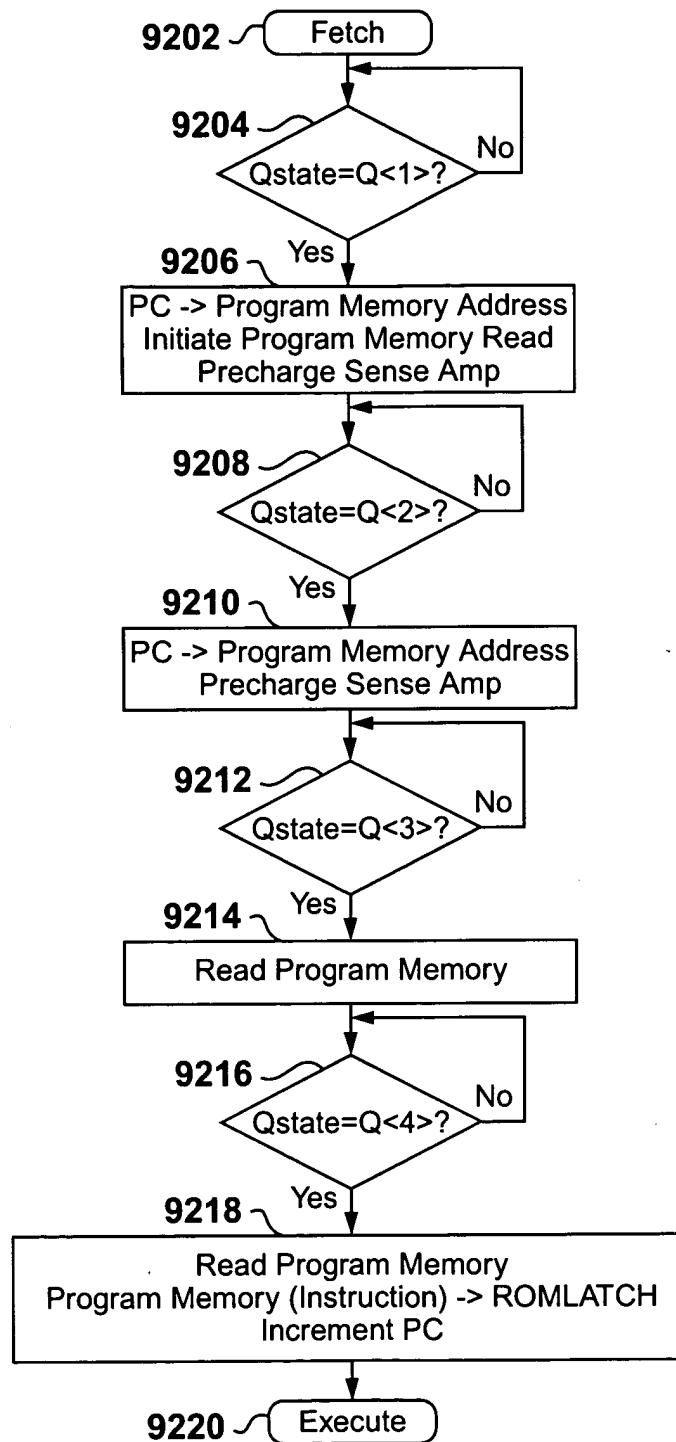 9202
Fetch
9204
Qstate=Q<1>?
No
Yes
9206
PC -> Program Memory Address
Initiate Program Memory Read
Precharge Sense Amp
9208
Qstate=Q<2>?
No
Yes
9210
PC -> Program Memory Address
Precharge Sense Amp
9212
Qstate=Q<3>?
No
Yes
9214
Read Program Memory
9216
Qstate=Q<4>?
No
Yes
9218
Read Program Memory
Program Memory (Instruction) -> ROMLATCH
Increment PC
9220
Execute